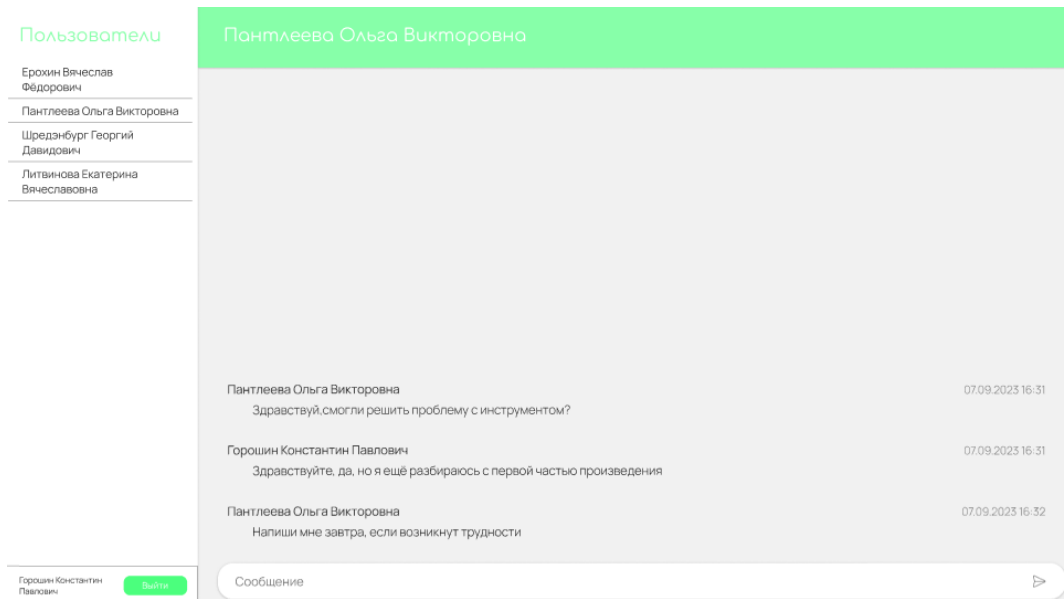 Пользователи
Ерохин Вячеслав
Фёдорович
Пантлеева Ольга Викторовна
Шредэнбург Георгий
Давидович
Литвинова Екатерина
Вячеславовна
Горошин Константин
Павлович
Выйти
Пантлеева Ольга Викторовна
Пантлеева Ольга Викторовна 07.09.2023 16:31
Здравствуй,смогли решить проблему с инструментом?
Горошин Константин Павлович 07.09.2023 16:31
Здравствуйте, да, но я ещё разбираюсь с первой частью произведения
Пантлеева Ольга Викторовна 07.09.2023 16:32
Напиши мне завтра, если возникнут трудности
Сообщение